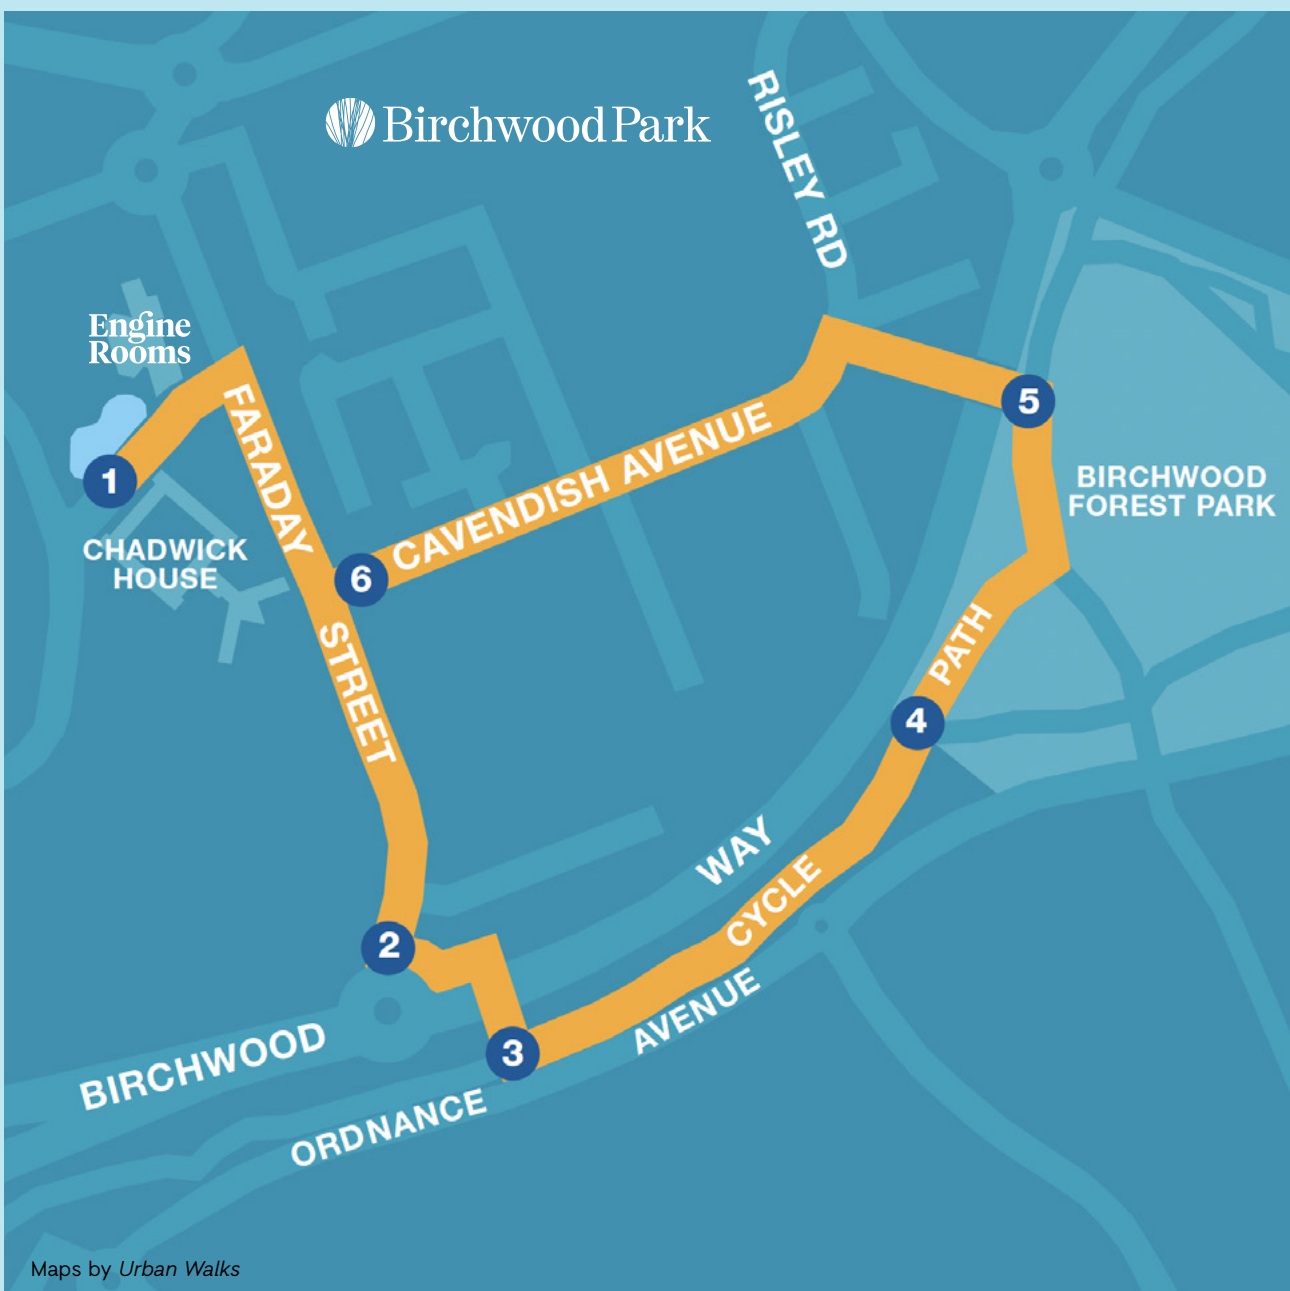 Birchwood Park
RISLEY RD
Engine
Rooms
FARADAY
STREET
1
CHADWICK
HOUSE
6
CAVENDISH AVENUE
5
BIRCHWOOD
FOREST PARK
PATH
4
WAY
CYCLE
2
3
AVENUE
BIRCHWOOD
ORDNANCE
Maps by Urban Walks